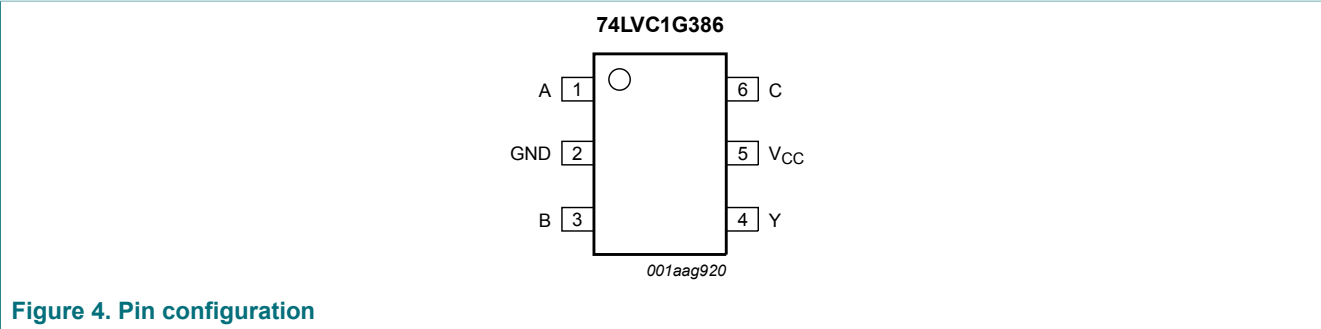 74LVC1G386
A 1 6 C
GND 2 5 VCC
B 3 4 Y
001aag920
Figure 4. Pin configuration